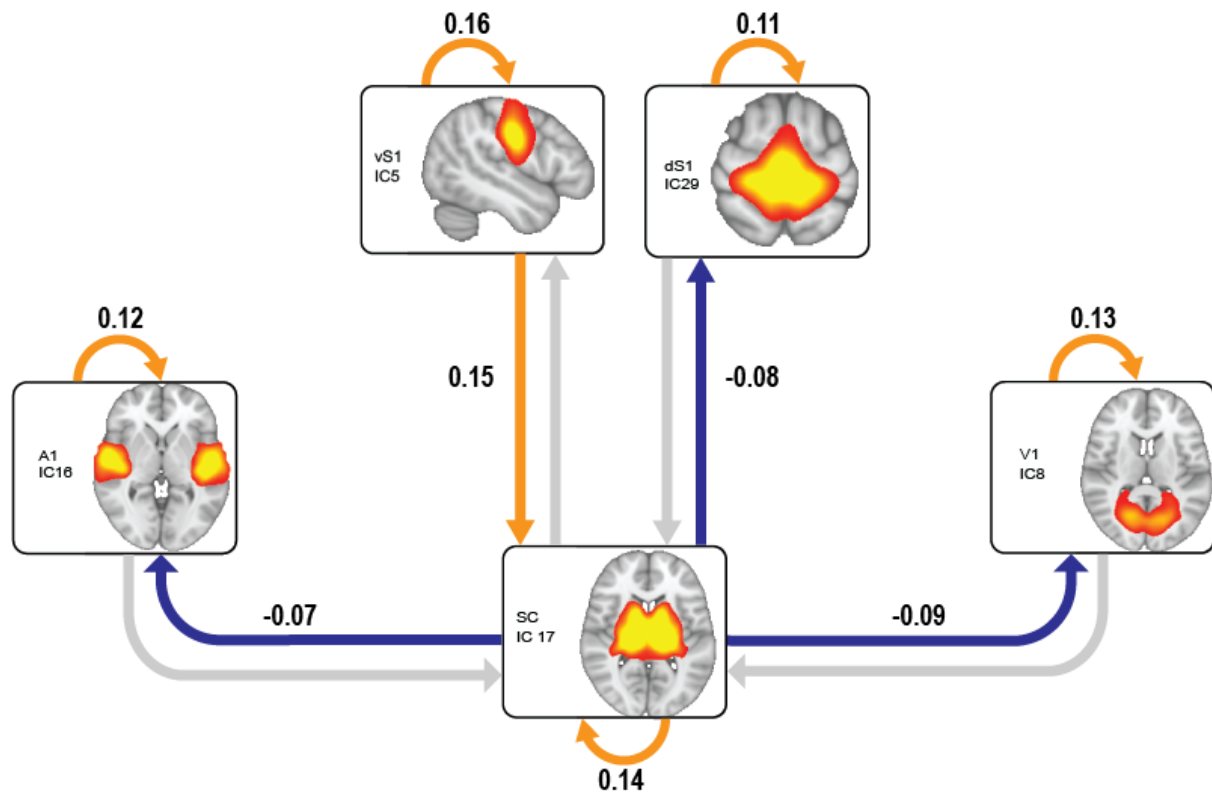 0.16
0.11
vS1
IC5
dS1
IC29
0.12
0.15
-0.08
0.13
A1
IC16
V1
IC8
-0.07
SC
IC 17
-0.09
0.14